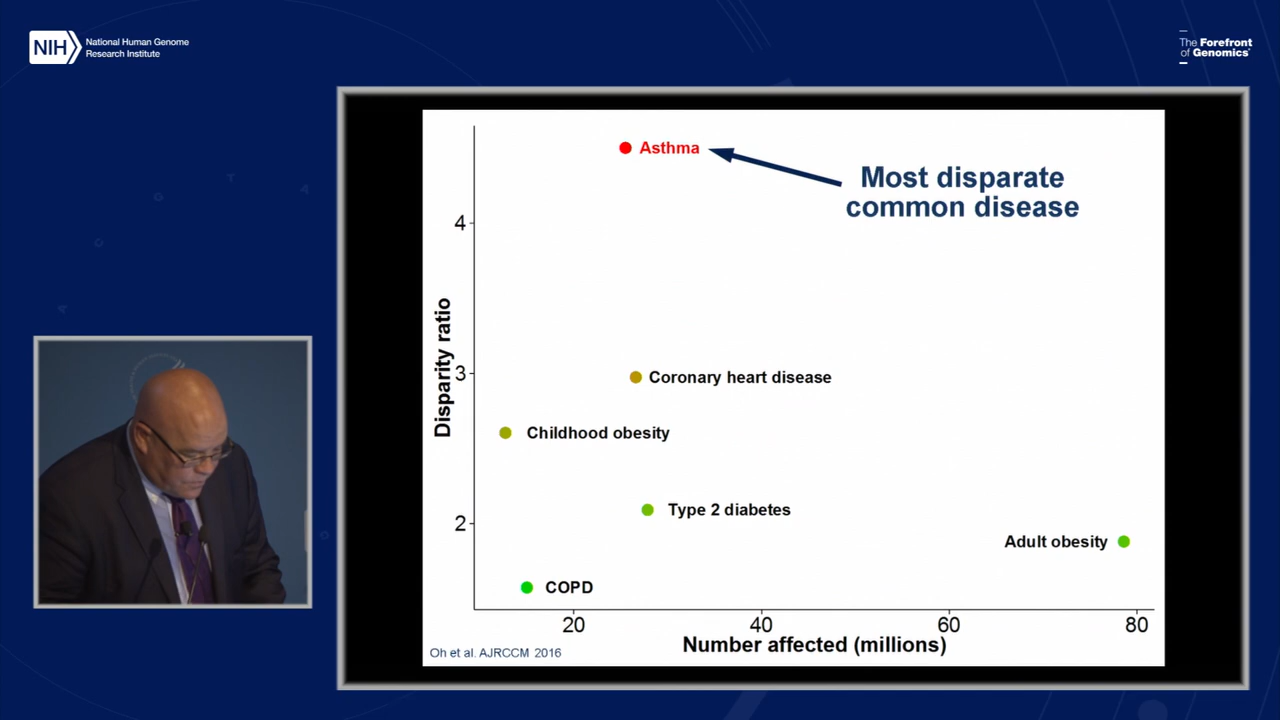 NIH
National Human Genome
Research Institute
The Forefront
of Genomics®
Asthma
Most disparate
common disease
4
Disparity ratio
3
Coronary heart disease
Childhood obesity
Type 2 diabetes
2
Adult obesity
COPD
20
40
60
80
Number affected (millions)
Oh et al. AJRCCM 2016